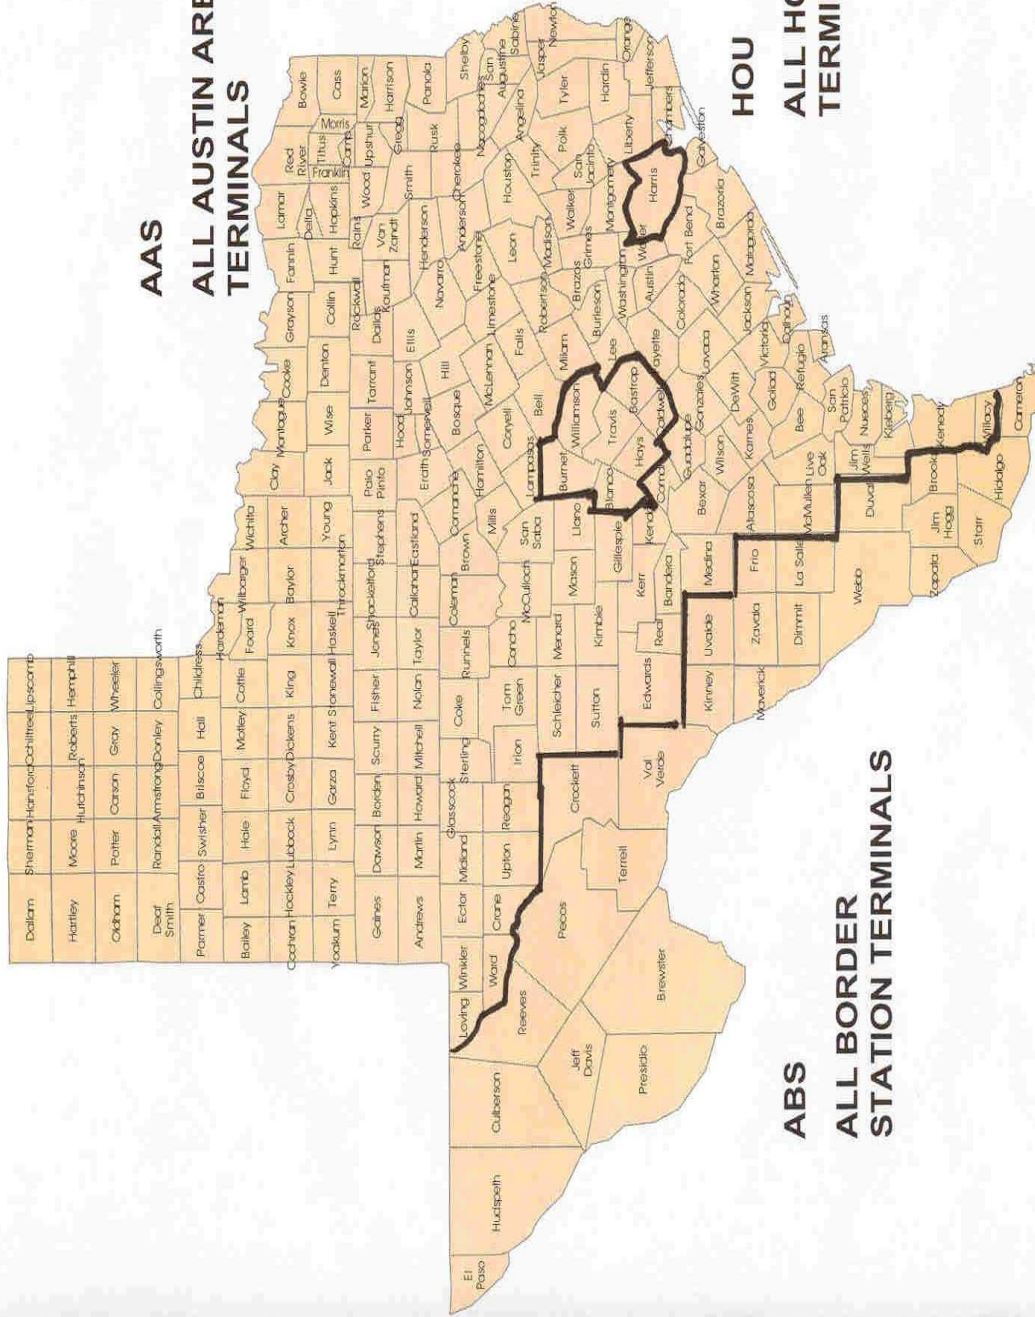 AAS
ALL AUSTIN ARE
TERMINALS
HOU
ALL HO
TERMI
ABS
ALL BORDER
STATION TERMINALS
Dallam
Sherman
Hansford
Ochiltree
Lipscomb
Hartley
Moore
Hutchinson
Roberts
Hemphill
Oldham
Potter
Carson
Gray
Wheeler
Deaf
Smith
Randall
Armstrong
Donley
Collingsworth
Parmer
Castro
Swisher
Briscoe
Hall
Childress
Hardeman
Bailey
Lamb
Hale
Floyd
Motley
Cottle
Foard
Wilbarger
Wichita
Clay
Montague
Cooke
Grayson
Fannin
Lamar
Red
River
Bowie
Cochran
Hockley
Lubbock
Crosby
Dickens
King
Knox
Baylor
Archer
Jack
Wise
Denton
Collin
Hunt
Delta
Hopkins
Franklin
Titus
Morris
Cass
Yoakum
Terry
Lynn
Garza
Kent
Stonewall
Haskell
Throckmorton
Young
Rockwall
Rains
Wood
Camp
Upshur
Marion
Harrison
Gaines
Dawson
Borden
Scurry
Fisher
Jones
Shackelford
Stephens
Palo
Pinto
Parker
Tarrant
Dallas
Kaufman
Van
Zandt
Smith
Gregg
Panola
Andrews
Martin
Howard
Mitchell
Nolan
Taylor
Callahan
Eastland
Erath
Hood
Somervell
Johnson
Ellis
Henderson
Rusk
Shelby
El
Paso
Hudspeth
Culberson
Loving
Winkler
Ector
Midland
Glasscock
Sterling
Coke
Runnels
Coleman
Brown
Comanche
Hamilton
Bosque
Hill
Navarro
Anderson
Cherokee
Nacogdoches
San
Augustine
Sabine
Reeves
Ward
Crane
Upton
Reagan
Irion
Tom
Green
Concho
McCulloch
San
Saba
Mills
Lampasas
Coryell
McLennan
Limestone
Freestone
Leon
Houston
Angelina
Trinity
Jeff
Davis
Pecos
Crockett
Schleicher
Menard
Mason
Llano
Burnet
Bell
Falls
Robertson
Madison
Walker
Polk
Tyler
Jasper
Newton
Presidio
Brewster
Terrell
Val
Verde
Sutton
Kimble
Gillespie
Blanco
Williamson
Milam
Brazos
Grimes
San
Jacinto
Hardin
Orange
Edwards
Real
Kerr
Bandera
Kendall
Comal
Hays
Travis
Bastrop
Lee
Burleson
Washington
Montgomery
Liberty
Jefferson
Kinney
Uvalde
Medina
Bexar
Guadalupe
Caldwell
Fayette
Austin
Waller
Harris
Chambers
Maverick
Zavala
Frio
Atascosa
Wilson
Gonzales
Lavaca
Colorado
Fort Bend
Galveston
Dimmit
La Salle
McMullen
Live
Oak
Karnes
DeWitt
Jackson
Wharton
Brazoria
Matagorda
Webb
Duval
Jim
Wells
Bee
Goliad
Victoria
Calhoun
Refugio
Aransas
San
Patricio
Nueces
Kleberg
Zapata
Jim
Hogg
Brook
Kenedy
Starr
Hidalgo
Willacy
Cameron